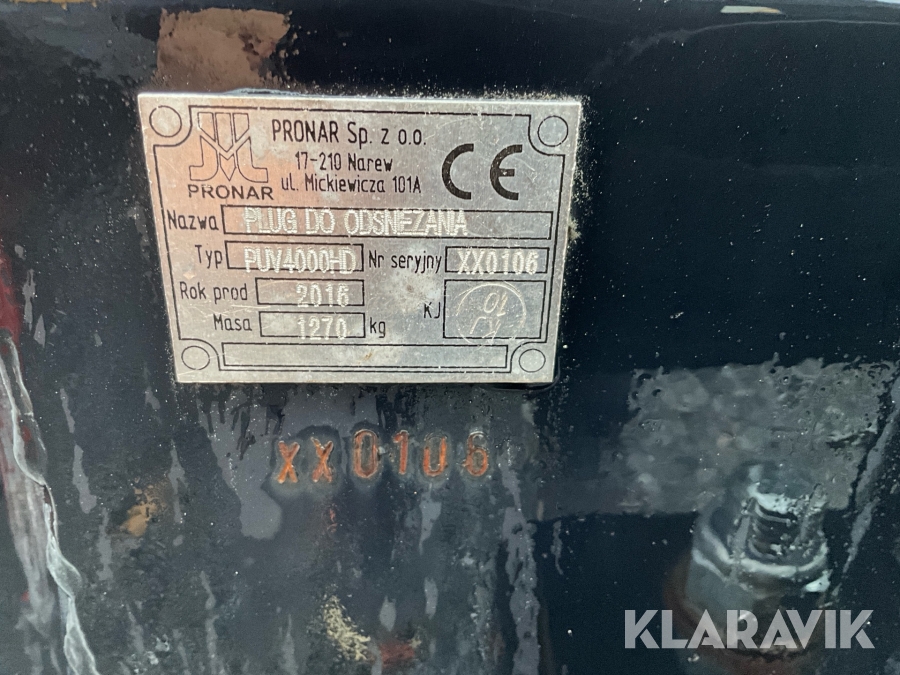 PRONAR Sp. z o.o.
17-210 Narew
ul. Mickiewicza 101A
PRONAR
CE
Nazwa PLUG DO ODSNIEZANIA
Typ PUV4000HD Nr seryjny XX0106
Rok prod 2016
Masa 1270 kg
KJ
XX0106
KLARAVIK